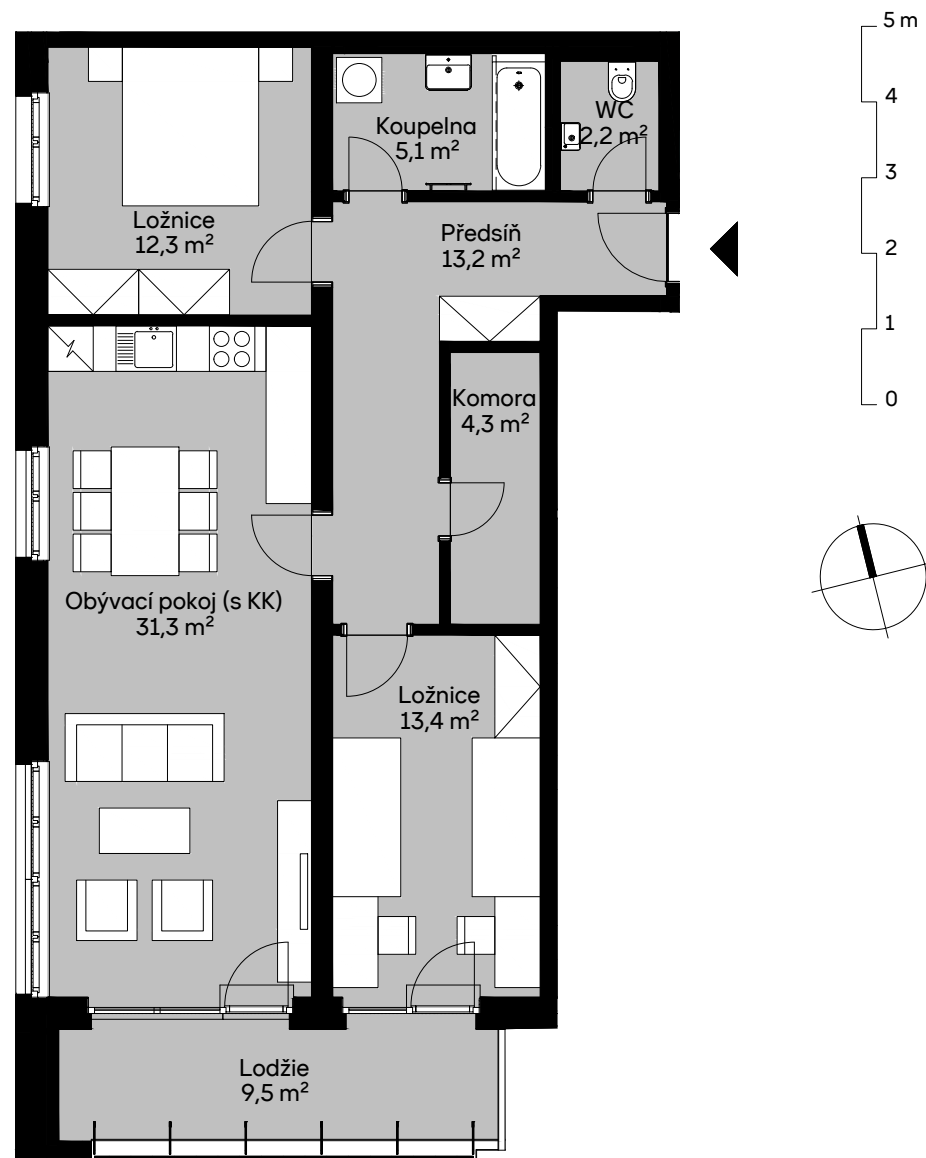 5 m
4
3
2
1
0
Koupelna
5,1 m²
WC
2,2 m²
Ložnice
12,3 m²
Předsíň
13,2 m²
Komora
4,3 m²
Obývací pokoj (s KK)
31,3 m²
Ložnice
13,4 m²
Lodžie
9,5 m²